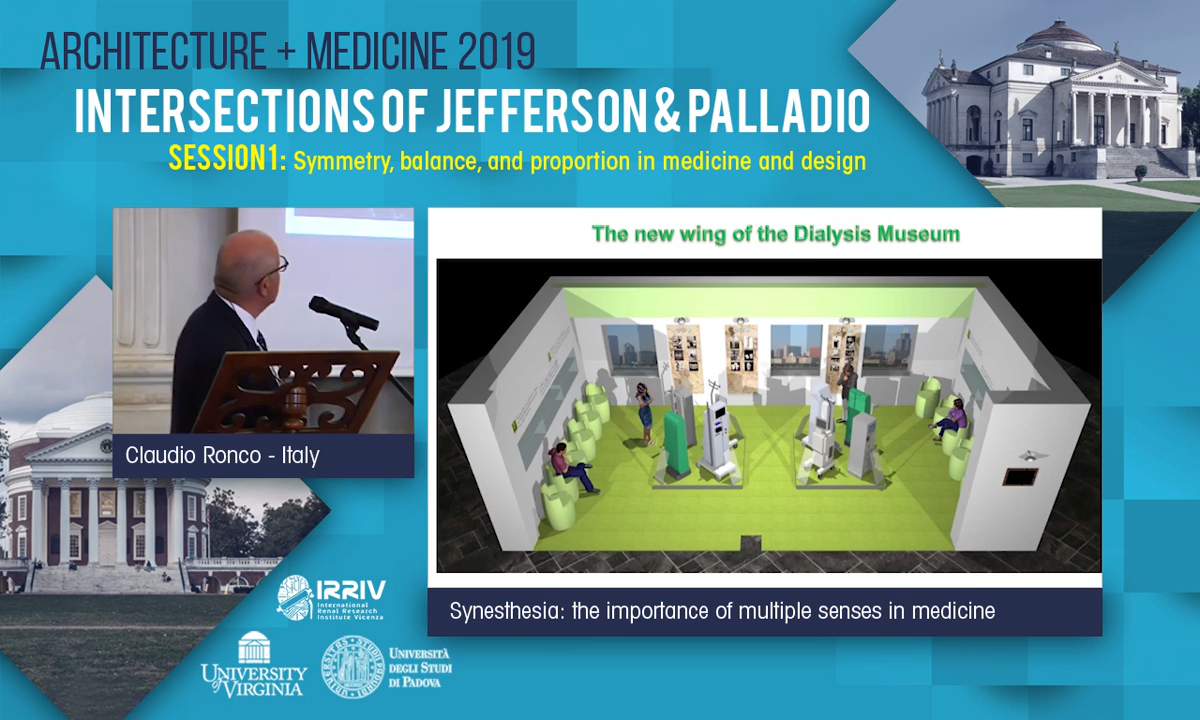 ARCHITECTURE + MEDICINE 2019
INTERSECTIONS OF JEFFERSON & PALLADIO
SESSION1: Symmetry, balance, and proportion in medicine and design
The new wing of the Dialysis Museum
Claudio Ronco - Italy
Synesthesia: the importance of multiple senses in medicine
IRRIV
International
Renal Research
Institute Vicenza
UNIVERSITY
of VIRGINIA
UNIVERSITÀ
DEGLI STUDI
DI PADOVA